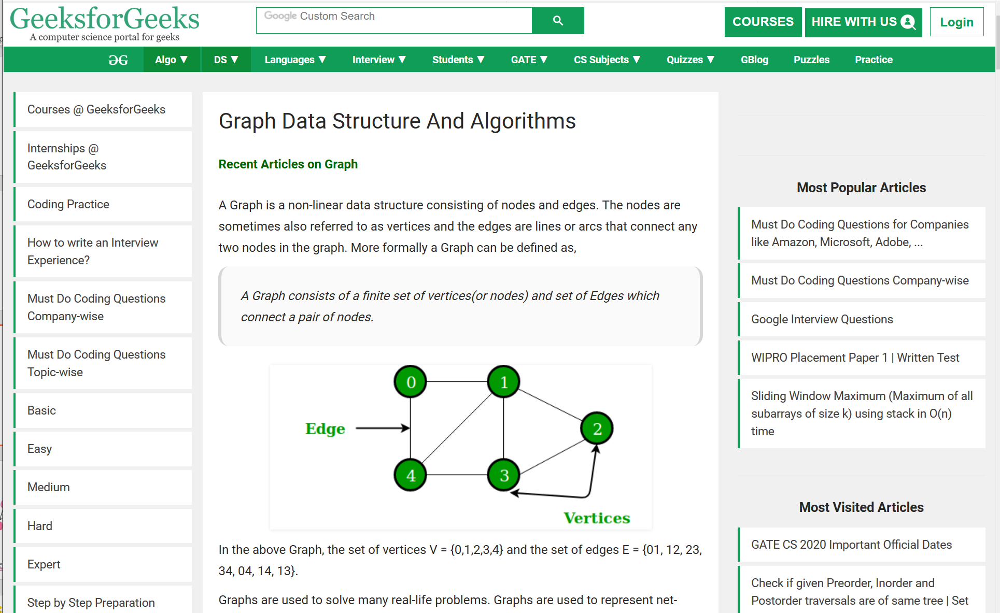 GeeksforGeeks
A computer science portal for geeks
Google Custom Search
COURSES
HIRE WITH US
Login
Algo ▼
DS ▼
Languages ▼
Interview ▼
Students ▼
GATE ▼
CS Subjects ▼
Quizzes ▼
GBlog
Puzzles
Practice
Courses @ GeeksforGeeks
Internships @
GeeksforGeeks
Coding Practice
How to write an Interview
Experience?
Must Do Coding Questions
Company-wise
Must Do Coding Questions
Topic-wise
Basic
Easy
Medium
Hard
Expert
Step by Step Preparation
Graph Data Structure And Algorithms
Recent Articles on Graph
A Graph is a non-linear data structure consisting of nodes and edges. The nodes are
sometimes also referred to as vertices and the edges are lines or arcs that connect any
two nodes in the graph. More formally a Graph can be defined as,
A Graph consists of a finite set of vertices(or nodes) and set of Edges which
connect a pair of nodes.
0
1
Edge
2
4
3
Vertices
In the above Graph, the set of vertices V = {0,1,2,3,4} and the set of edges E = {01, 12, 23,
34, 04, 14, 13}.
Graphs are used to solve many real-life problems. Graphs are used to represent net-
Most Popular Articles
Must Do Coding Questions for Companies
like Amazon, Microsoft, Adobe, ...
Must Do Coding Questions Company-wise
Google Interview Questions
WIPRO Placement Paper 1 | Written Test
Sliding Window Maximum (Maximum of all
subarrays of size k) using stack in O(n)
time
Most Visited Articles
GATE CS 2020 Important Official Dates
Check if given Preorder, Inorder and
Postorder traversals are of same tree | Set